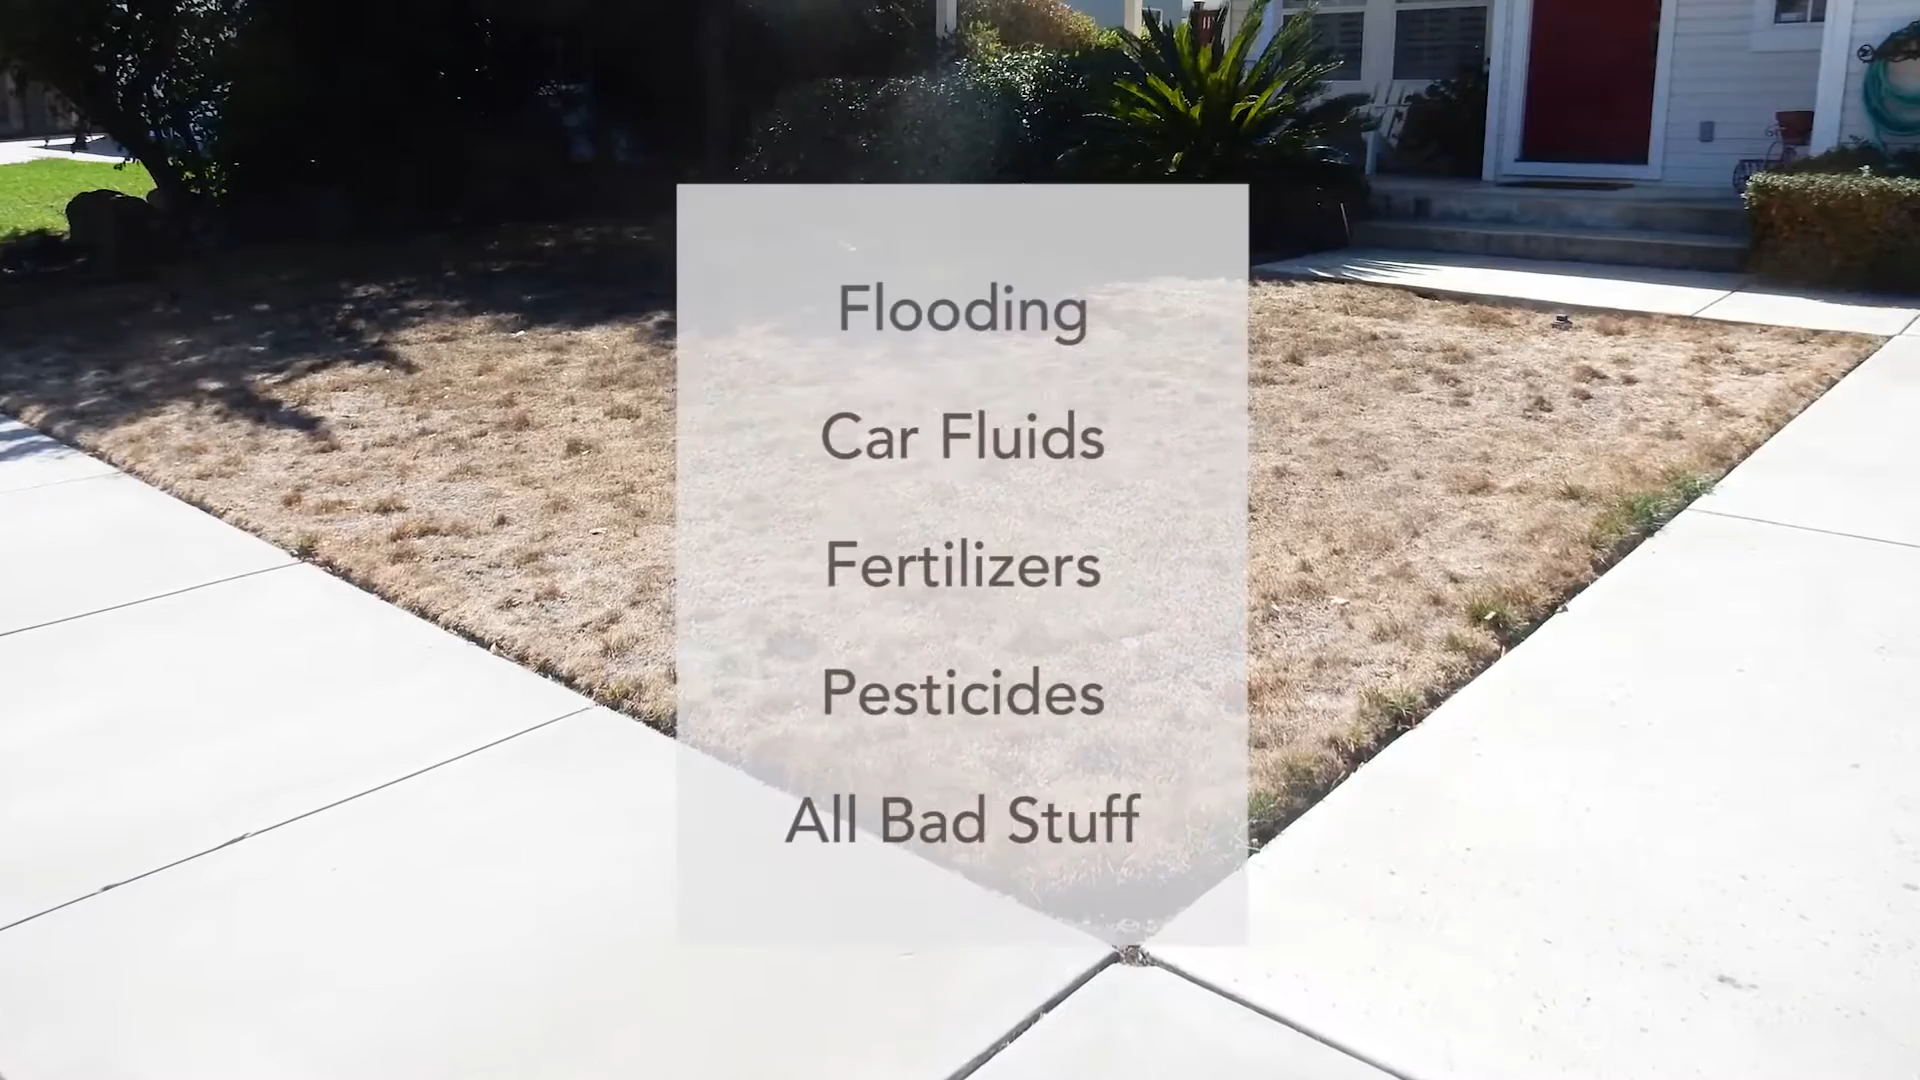 Flooding
Car Fluids
Fertilizers
Pesticides
All Bad Stuff